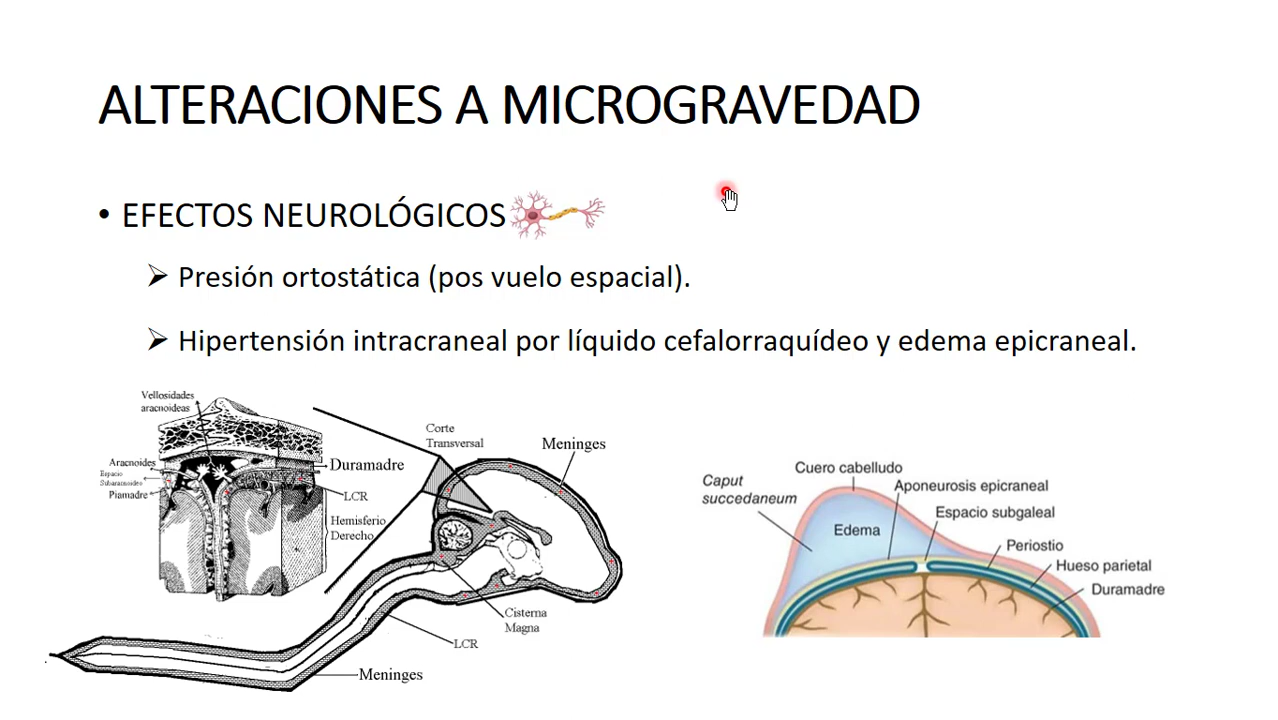 ALTERACIONES A MICROGRAVEDAD
• EFECTOS NEUROLÓGICOS
➢ Presión ortostática (pos vuelo espacial).
➢ Hipertensión intracraneal por líquido cefalorraquídeo y edema epicraneal.
Vellosidades
aracnoideas
Aracnoides
Espacio
Subaracnoideo
Piamadre
Duramadre
LCR
Hemisferio
Derecho
Corte
Transversal
Meninges
Cisterna
Magna
LCR
Meninges
Caput
succedaneum
Cuero cabelludo
Aponeurosis epicraneal
Espacio subgaleal
Edema
Periostio
Hueso parietal
Duramadre